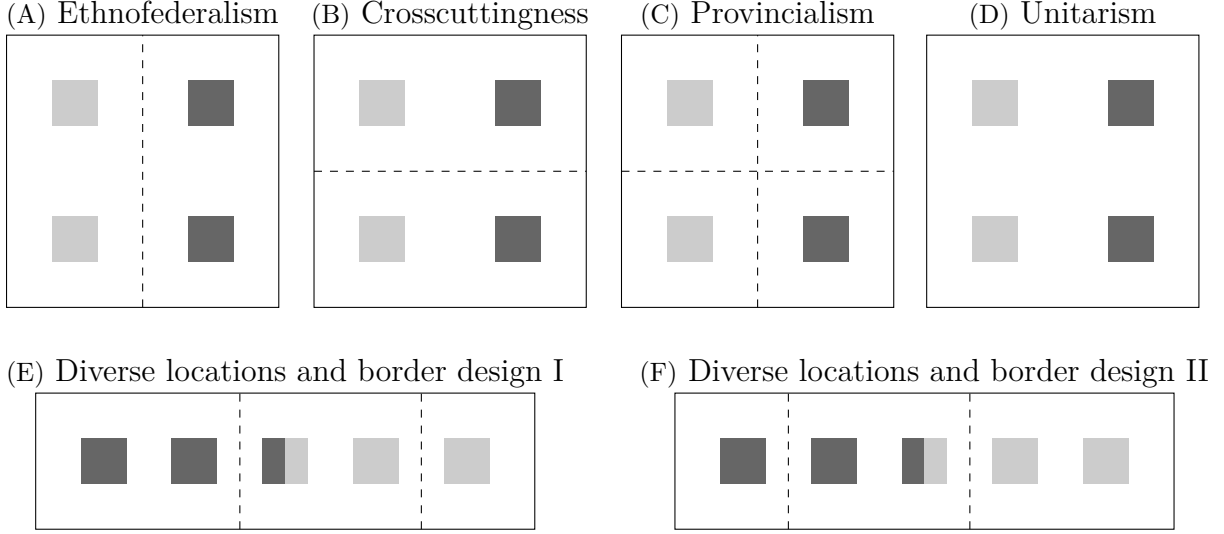 (A) Ethnofederalism
(B) Crosscuttingness
(C) Provincialism
(D) Unitarism
(E) Diverse locations and border design I
(F) Diverse locations and border design II